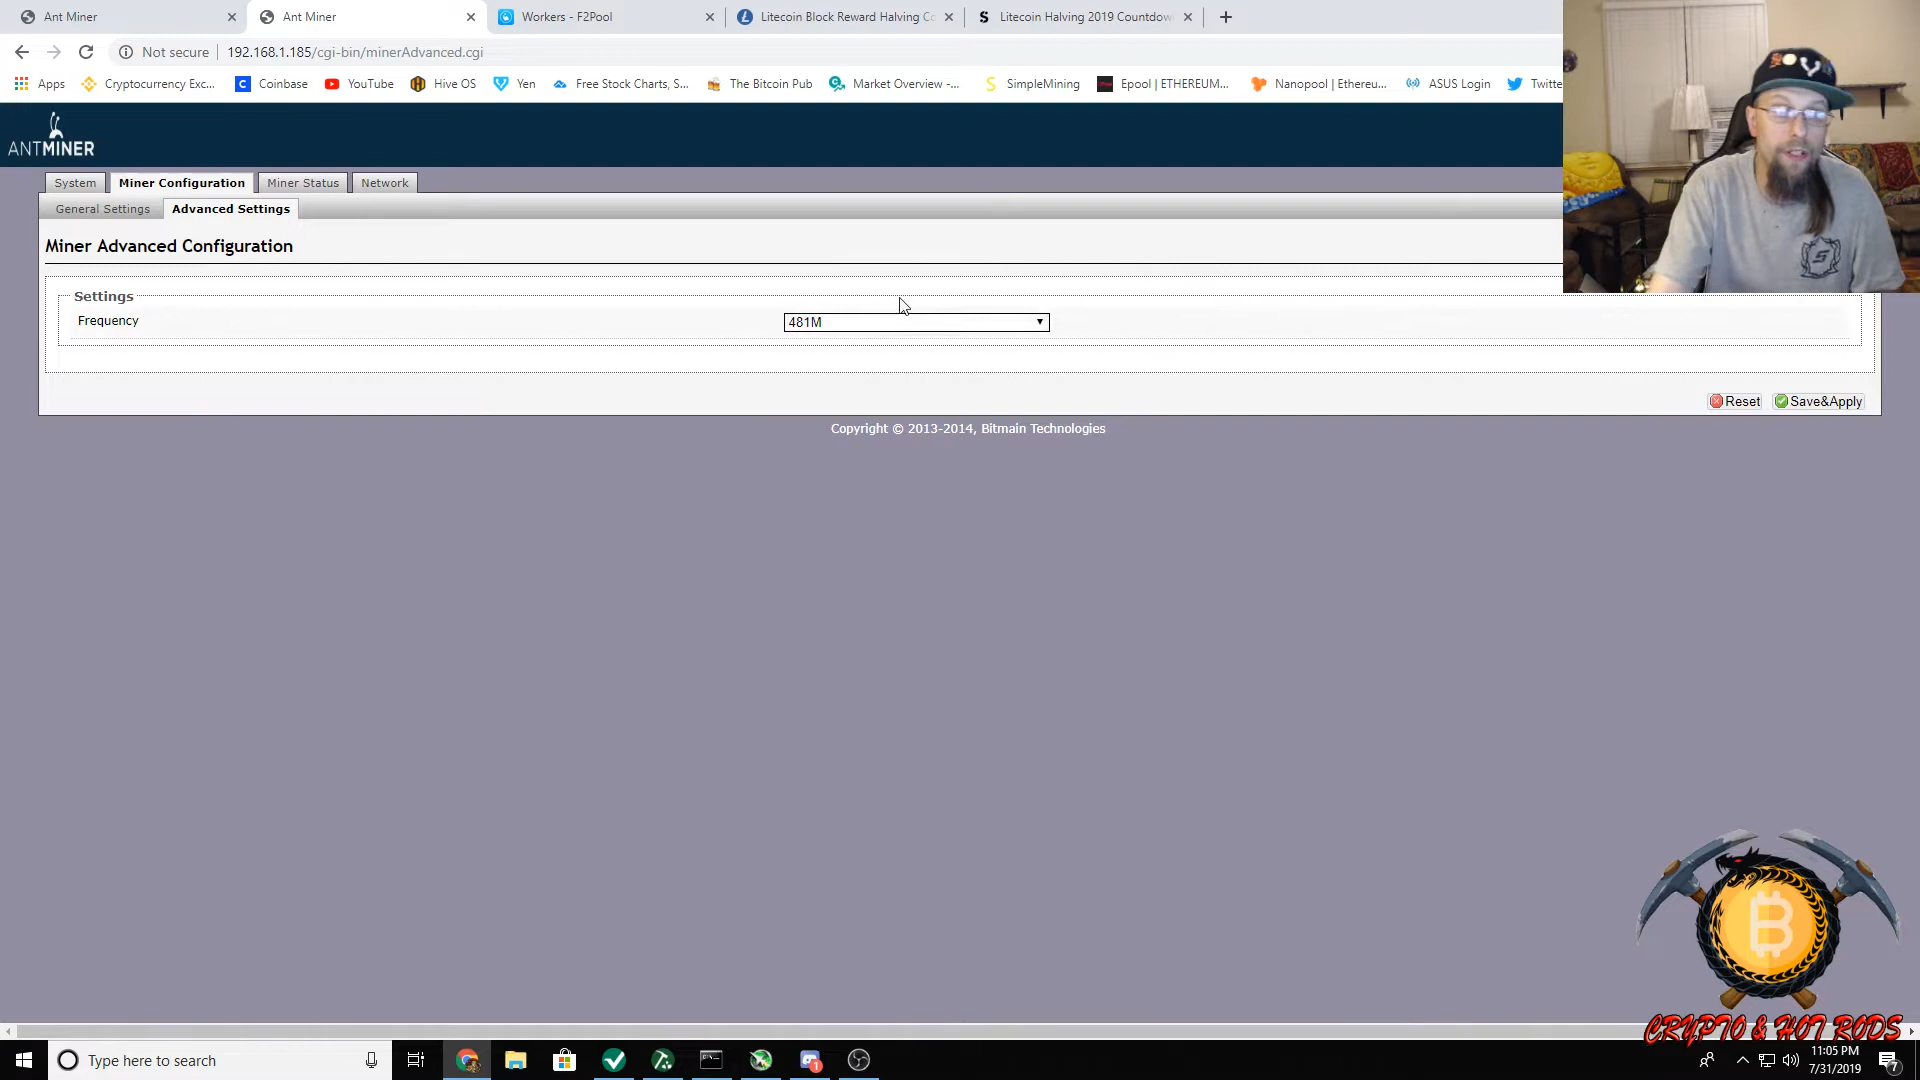 Ant Miner
Ant Miner
Workers - F2Pool
Litecoin Block Reward Halving Co
Litecoin Halving 2019 Countdow
Not secure
192.168.1.185/cgi-bin/minerAdvanced.cgi
Apps
Cryptocurrency Exc...
Coinbase
YouTube
Hive OS
Yen
Free Stock Charts, S...
The Bitcoin Pub
Market Overview -...
SimpleMining
Epool | ETHEREUM...
Nanopool | Ethereu...
ASUS Login
Twitte
ANTMINER
System
Miner Configuration
Miner Status
Network
General Settings
Advanced Settings
Miner Advanced Configuration
Settings
Frequency
481M
Reset
Save&Apply
Copyright © 2013-2014, Bitmain Technologies
CRYPTO & HOT RODS
Type here to search
11:05 PM
7/31/2019
7
1